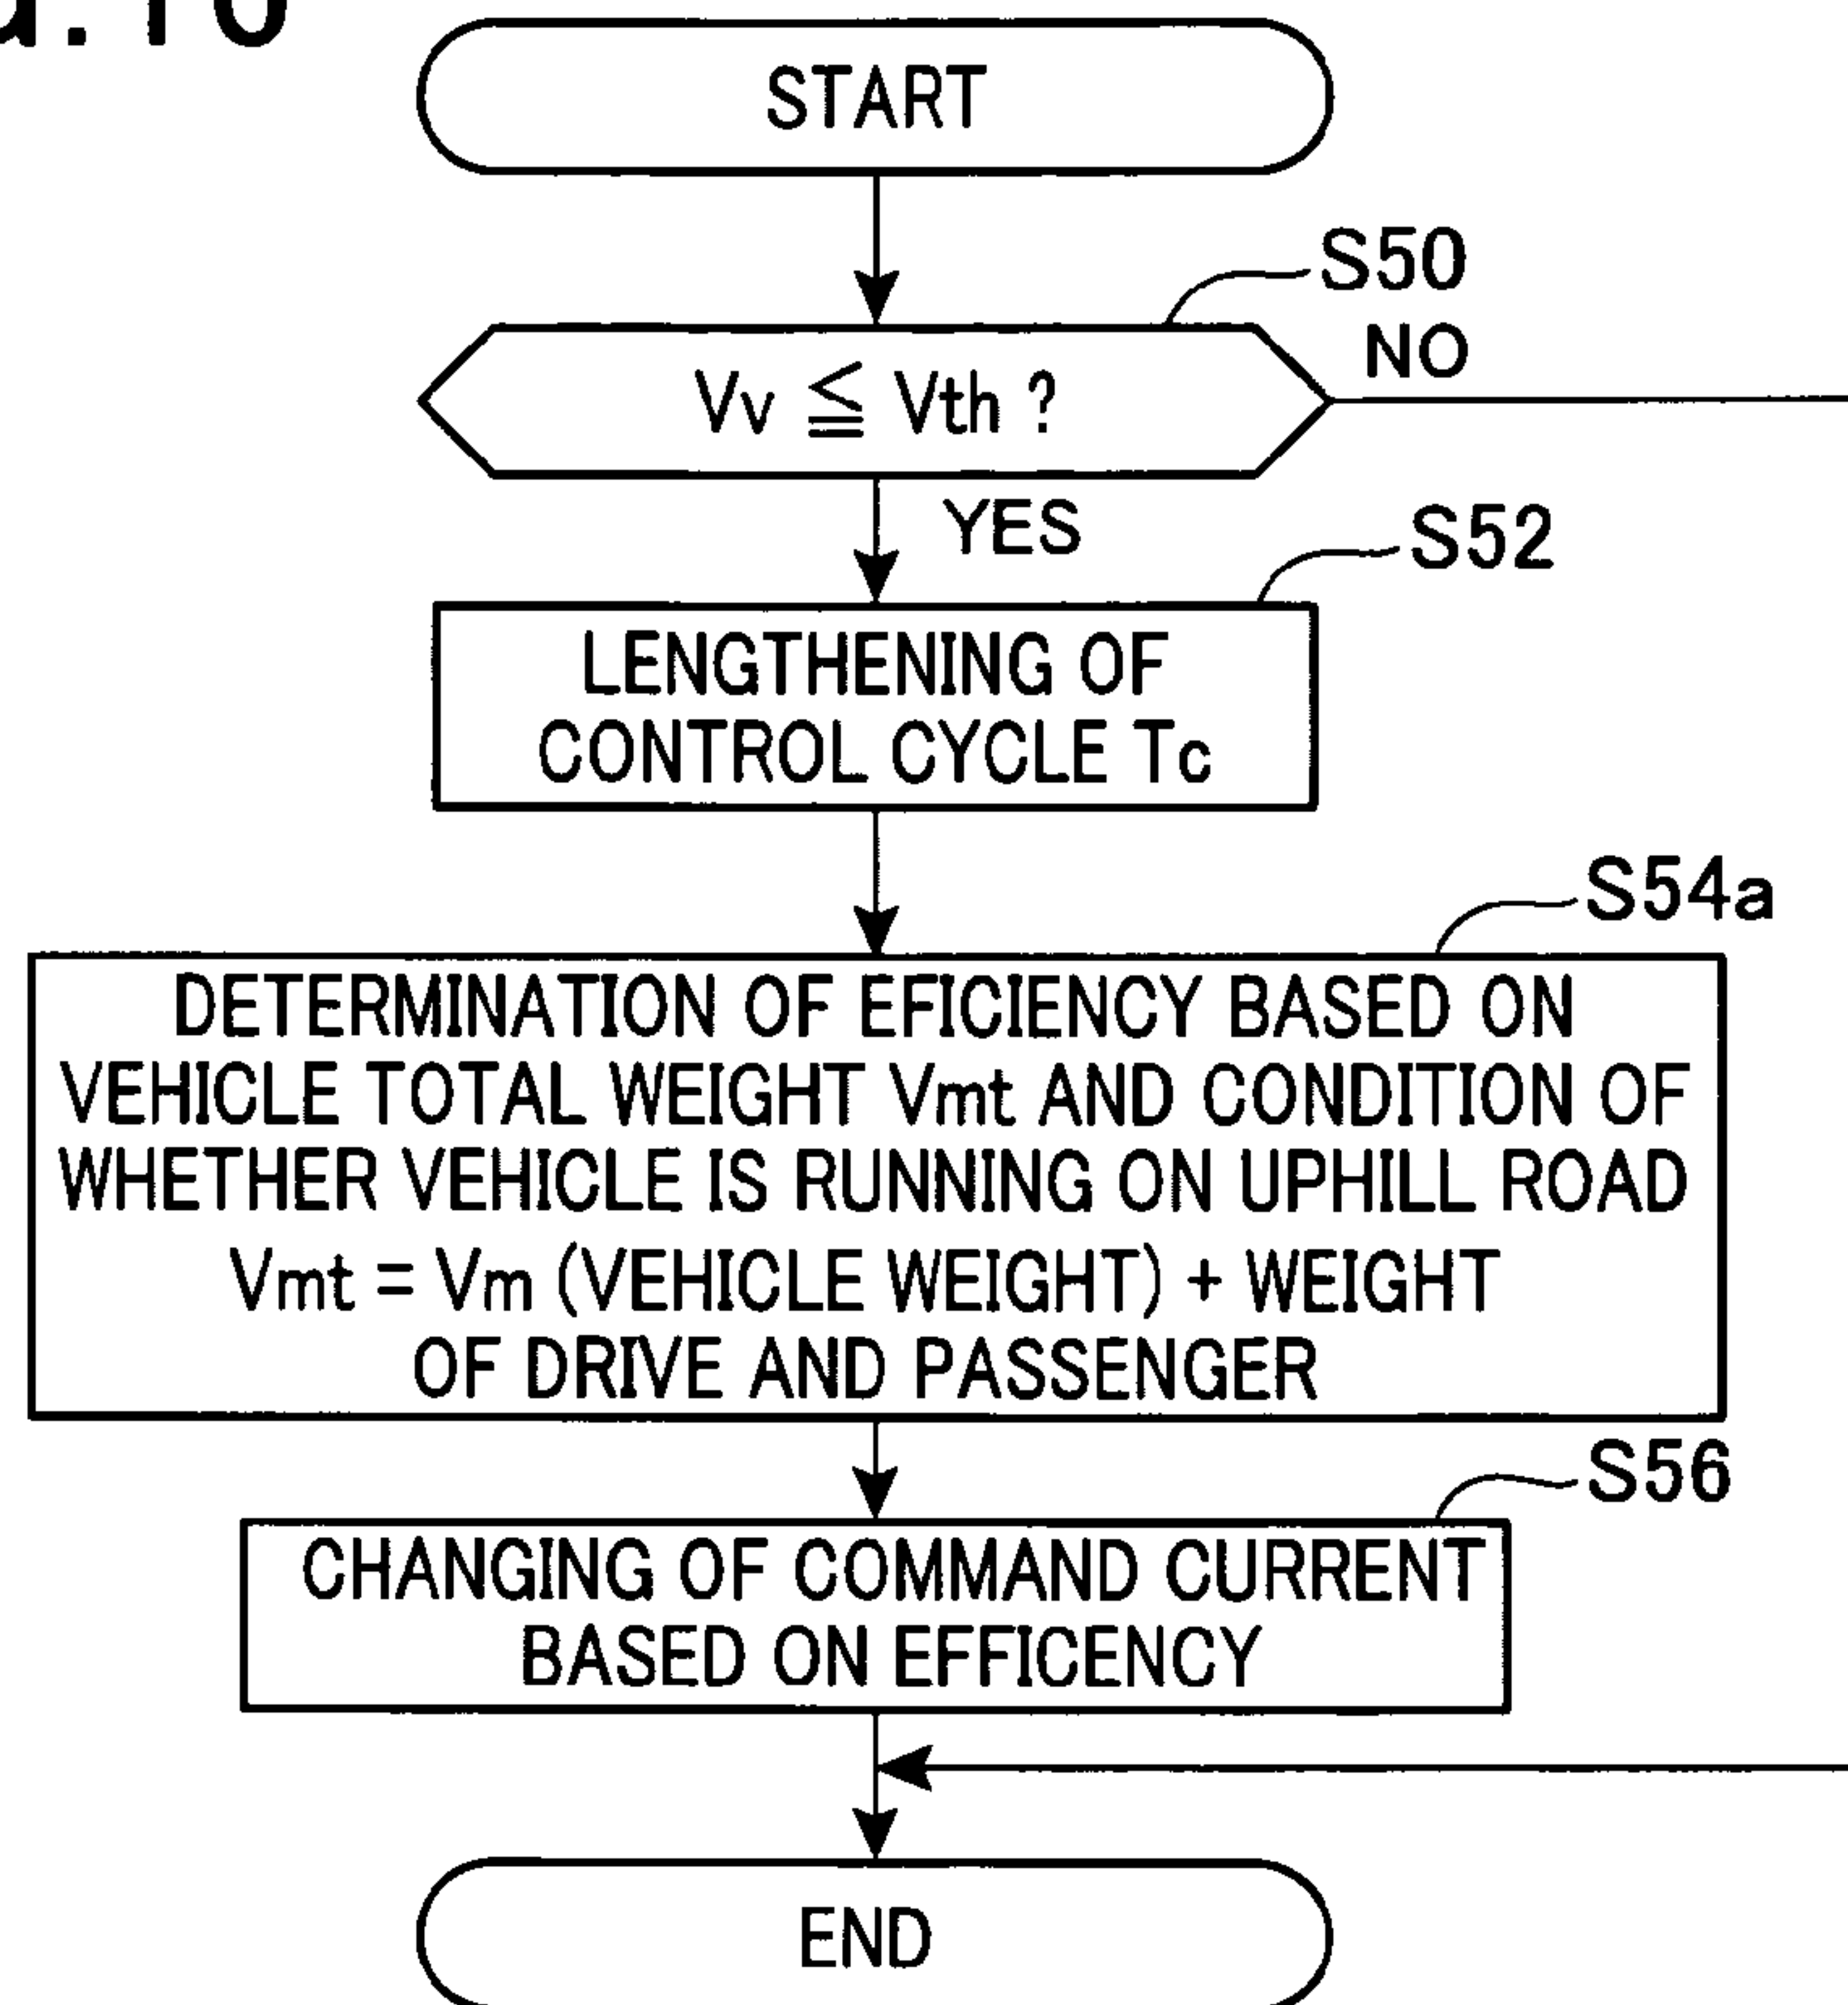 START
S50
Vv ≦ Vth ?
NO
YES
S52
LENGTHENING OF
CONTROL CYCLE Tc
S54a
DETERMINATION OF EFICIENCY BASED ON
VEHICLE TOTAL WEIGHT Vmt AND CONDITION OF
WHETHER VEHICLE IS RUNNING ON UPHILL ROAD
Vmt = Vm (VEHICLE WEIGHT) + WEIGHT
OF DRIVE AND PASSENGER
S56
CHANGING OF COMMAND CURRENT
BASED ON EFFICENCY
END